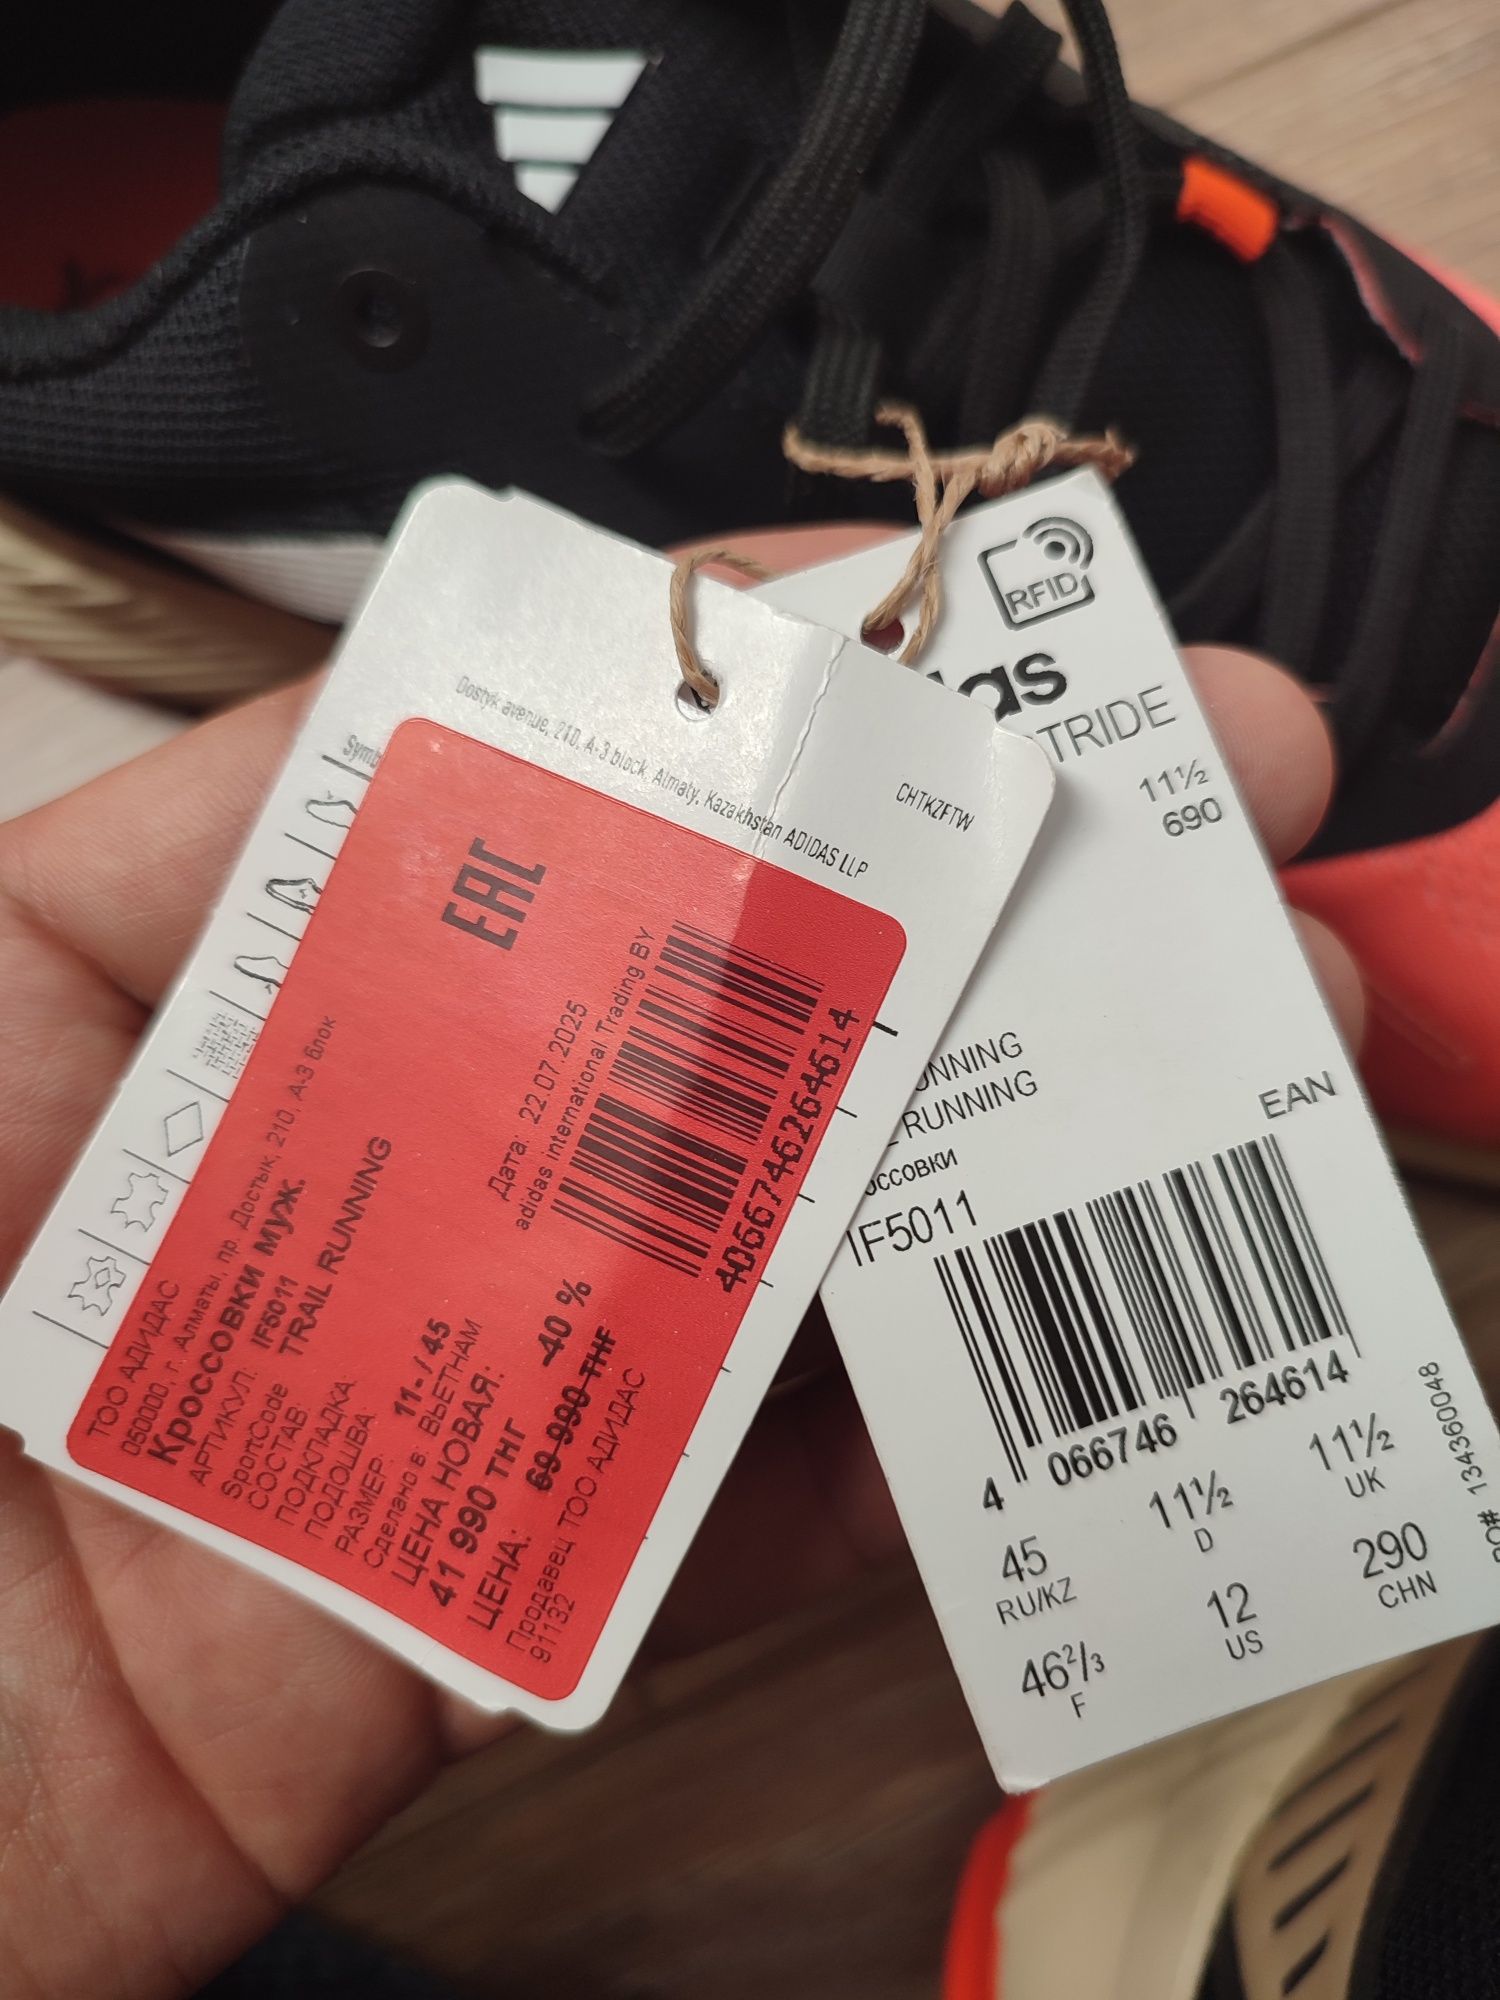 Dostyk avenue, 210, A-3 block, Almaty, Kazakhstan ADIDAS LLP
CHTKZFTW
EAC
ТОО АДИДАС
050000, г. Алматы, пр. Достык, 210, А-3 блок
Кроссовки муж.
АРТИКУЛ: IF5011
SportCode TRAIL RUNNING
СОСТАВ:
ПОДКЛАДКА:
ПОДОШВА:
РАЗМЕР: 11- / 45
Сделано в: ВЬЕТНАМ
ЦЕНА НОВАЯ:
41 990 ТНГ -40 %
ЦЕНА: 69 990 ТНГ
Продавец ТОО АДИДАС
91132
Дата: 22.07.2025
adidas international Trading BV
4066746264614
RFID
11½
690
RUNNING
IF5011
EAN
4 066746 264614
45 RU/KZ
11½ D
11½ UK
46⅔ F
12 US
290 CHN
134360048